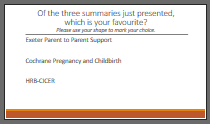 Of the three summaries just presented,
which is your favourite?
Please use your shape to mark your choice.
Exeter Parent to Parent Support
Cochrane Pregnancy and Childbirth
HRB-CICER